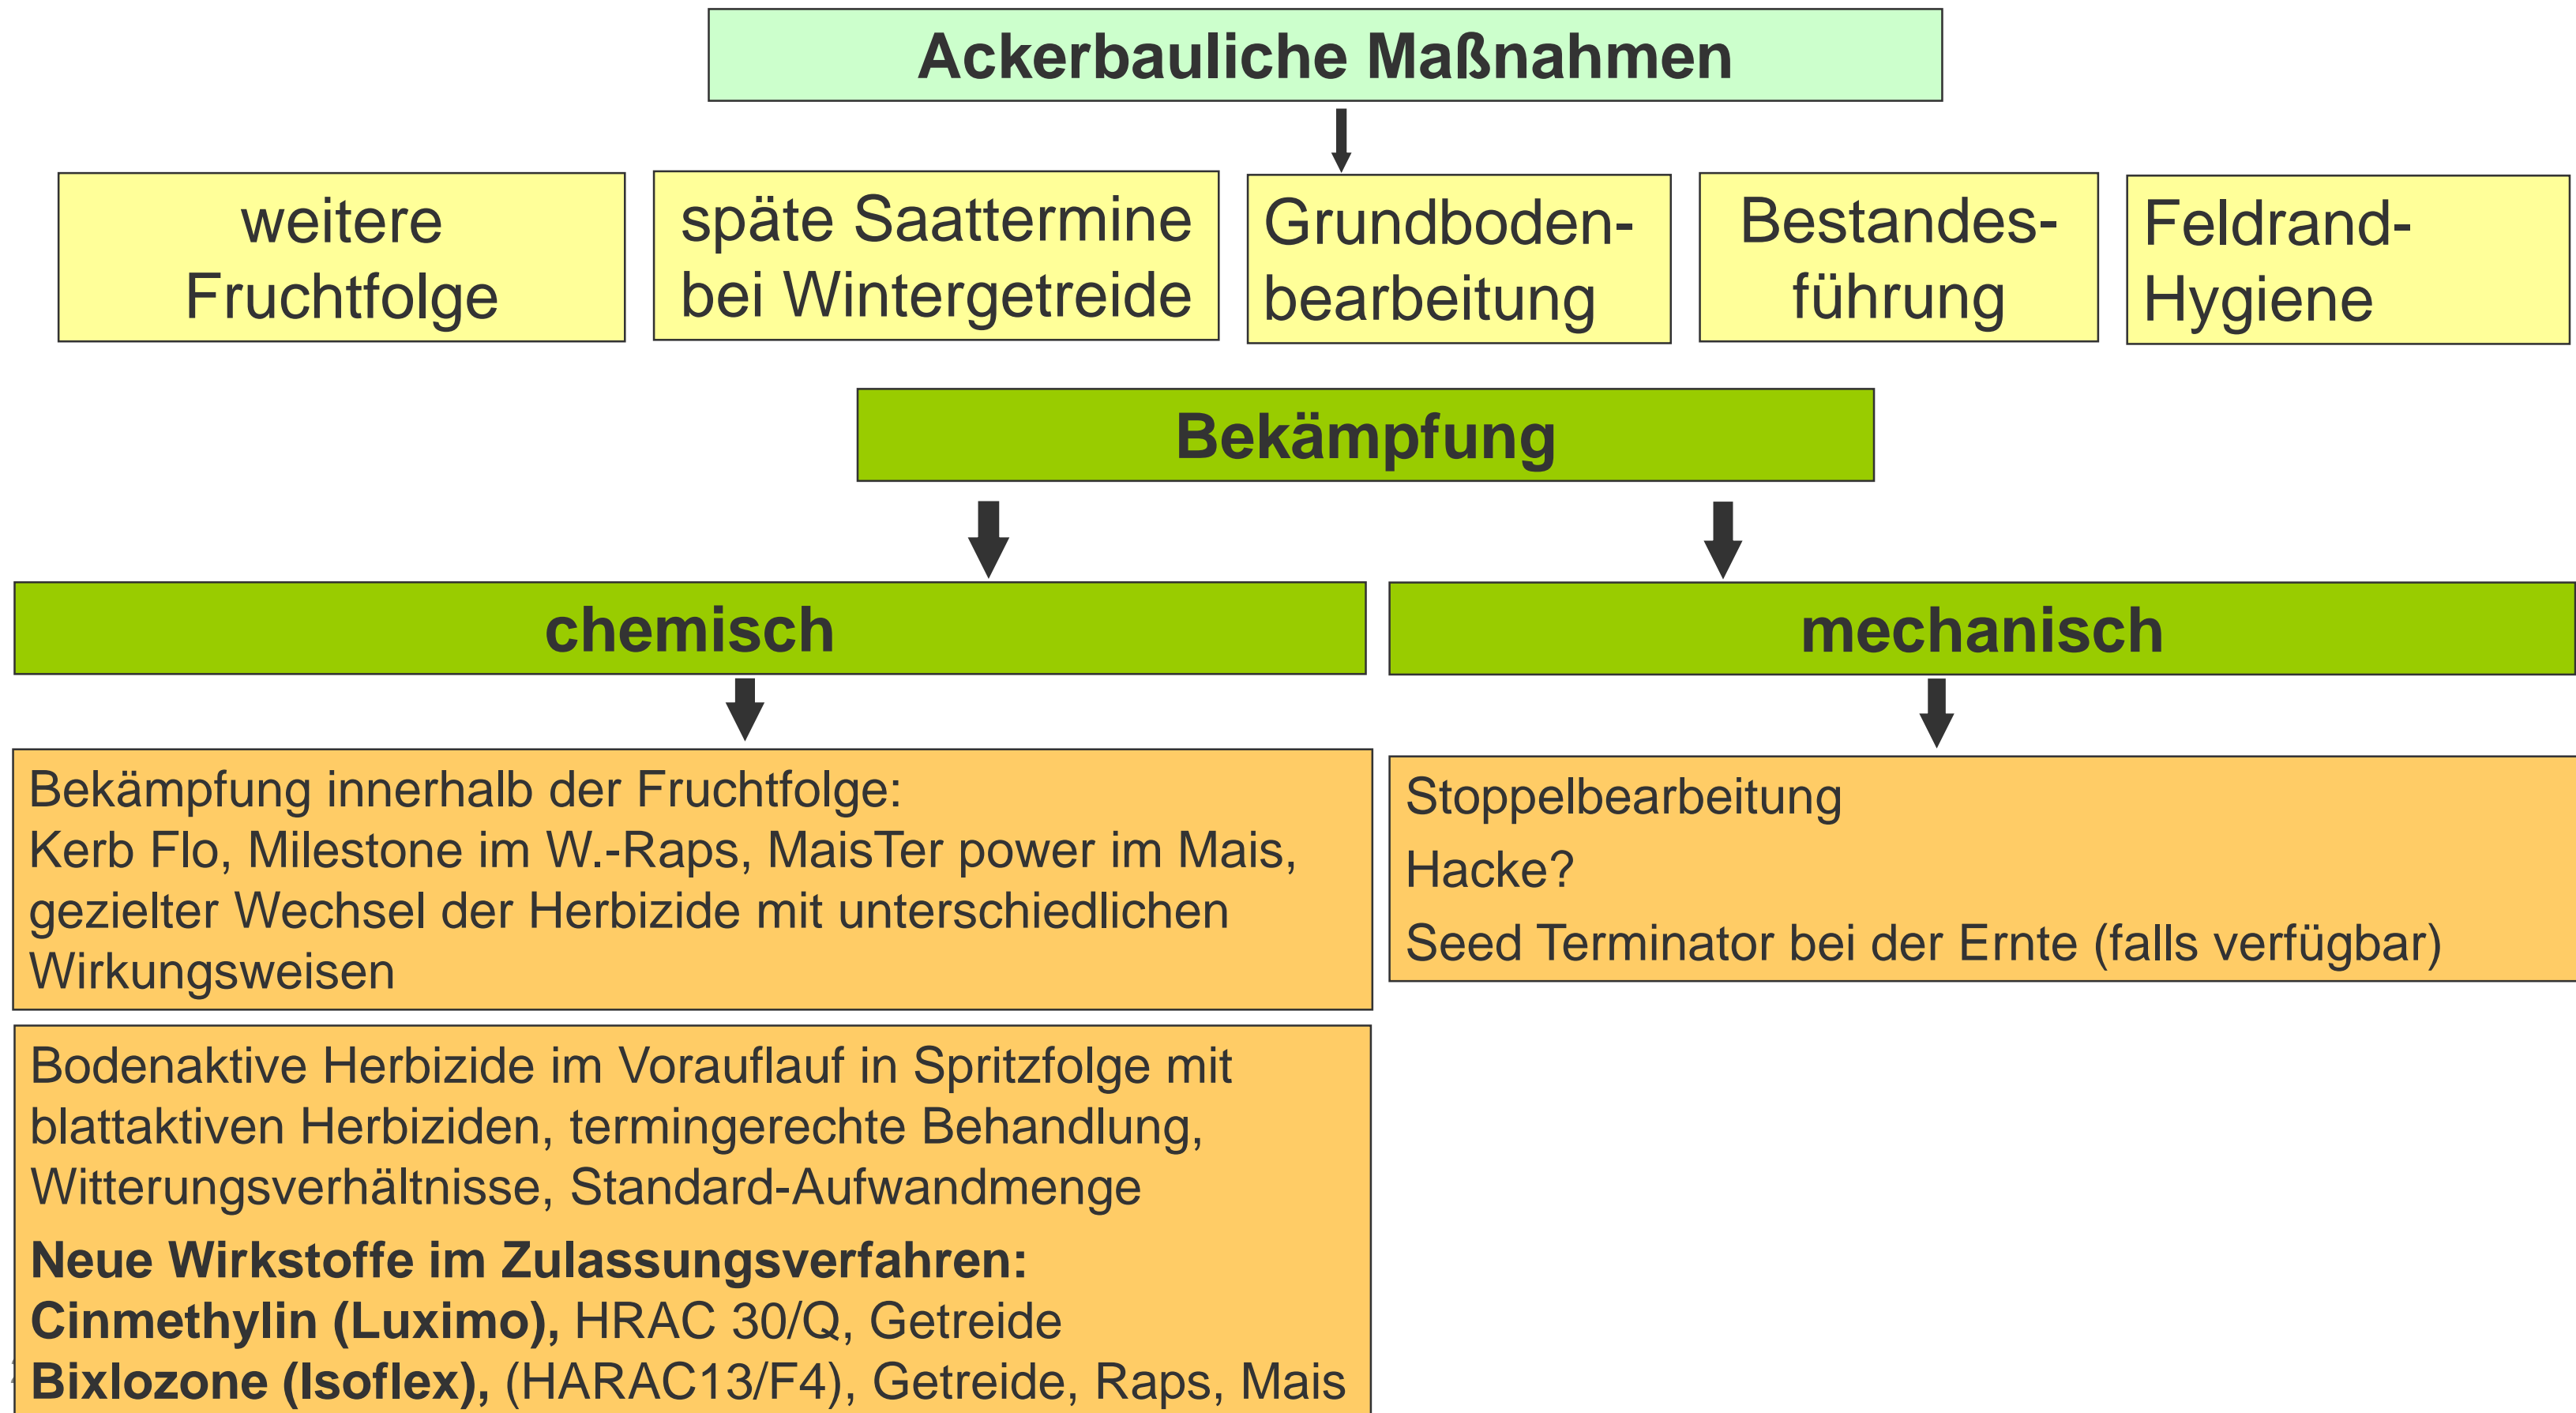 Ackerbauliche Maßnahmen
weitere
Fruchtfolge
späte Saattermine
bei Wintergetreide
Grundboden-
bearbeitung
Bestandes-
führung
Feldrand-
Hygiene
Bekämpfung
chemisch
mechanisch
Bekämpfung innerhalb der Fruchtfolge:
Kerb Flo, Milestone im W.-Raps, MaisTer power im Mais,
gezielter Wechsel der Herbizide mit unterschiedlichen
Wirkungsweisen
Stoppelbearbeitung
Hacke?
Seed Terminator bei der Ernte (falls verfügbar)
Bodenaktive Herbizide im Vorauflauf in Spritzfolge mit
blattaktiven Herbiziden, termingerechte Behandlung,
Witterungsverhältnisse, Standard-Aufwandmenge
Neue Wirkstoffe im Zulassungsverfahren:
Cinmethylin (Luximo), HRAC 30/Q, Getreide
Bixlozone (Isoflex), (HARAC13/F4), Getreide, Raps, Mais